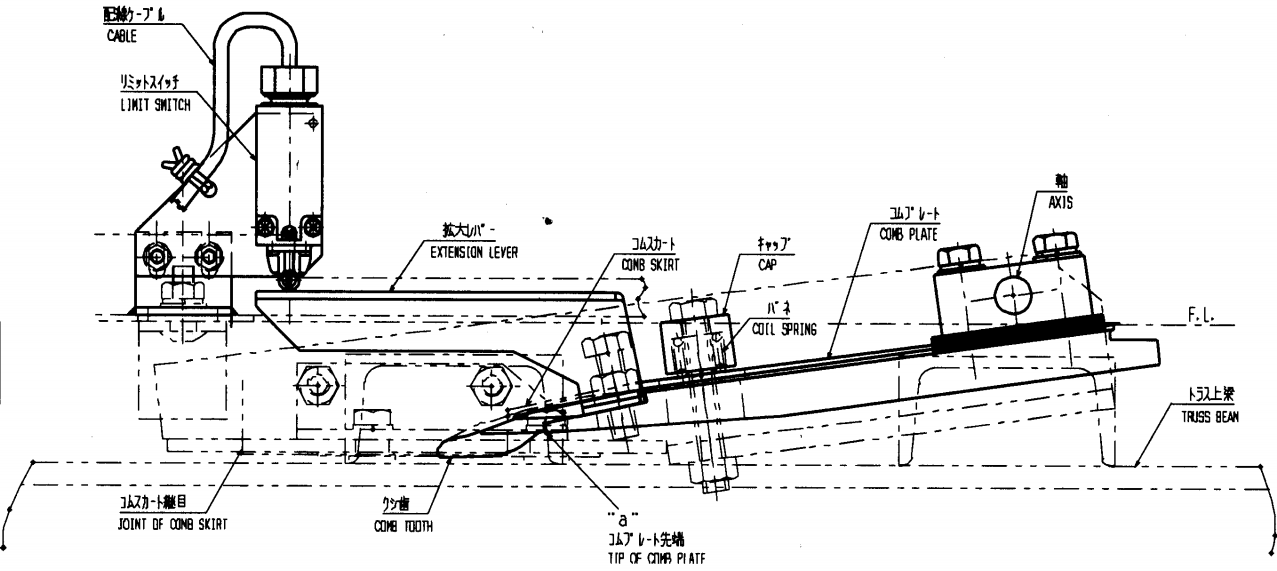 配線ケーブル
CABLE
リミットスイッチ
LIMIT SWITCH
軸
AXIS
コムプレート
COMB PLATE
拡大レバー
EXTENSION LEVER
コムスカート
COMB SKIRT
キャップ
CAP
バネ
COIL SPRING
F.L.
トラス上梁
TRUSS BEAM
コムスカート継目
JOINT OF COMB SKIRT
クシ歯
COMB TOOTH
"a"
コムプレート先端
TIP OF COMB PLATE